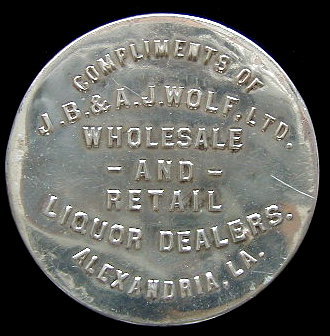 COMPLIMENTS OF
J.B. & A.J. WOLF, LTD.
WHOLESALE
- AND -
RETAIL
LIQUOR DEALERS.
ALEXANDRIA, LA.